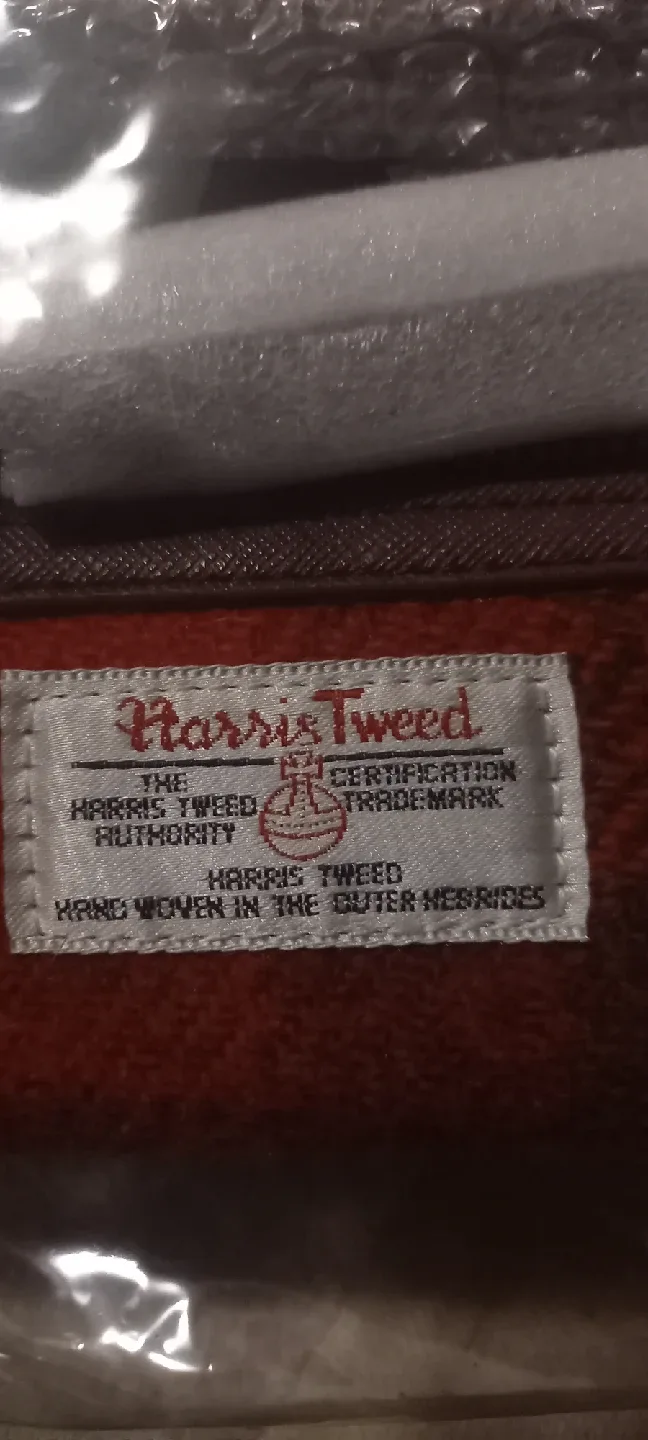 Harris Tweed
THE
HARRIS TWEED
AUTHORITY
CERTIFICATION
TRADEMARK
HARRIS TWEED
HAND WOVEN IN THE OUTER HEBRIDES